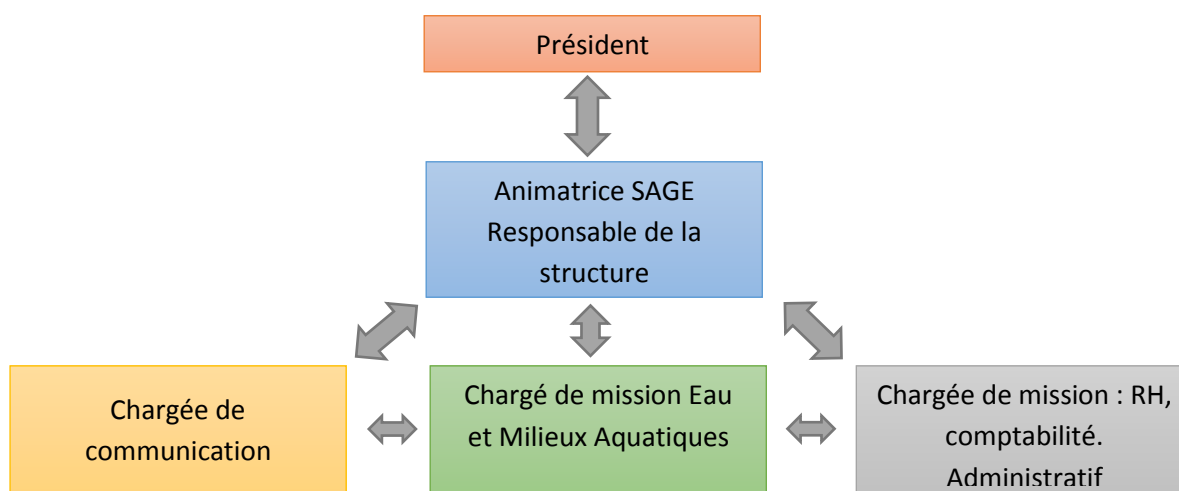 Président
Animatrice SAGE
Responsable de la
structure
Chargée de
communication
Chargé de mission Eau
et Milieux Aquatiques
Chargée de mission : RH,
comptabilité.
Administratif